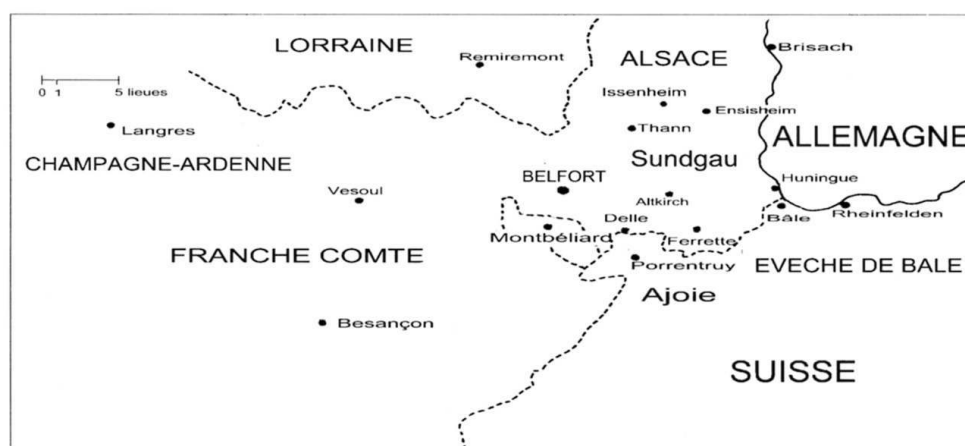 LORRAINE
Remiremont
ALSACE
Brisach
0 1 5 lieues
Issenheim
Ensisheim
Langres
Thann
ALLEMAGNE
CHAMPAGNE-ARDENNE
Sundgau
BELFORT
Huningue
Vesoul
Altkirch
Bâle
Rheinfelden
Delle
Montbéliard
Ferrette
FRANCHE COMTE
Porrentruy
EVECHE DE BALE
Ajoie
Besançon
SUISSE